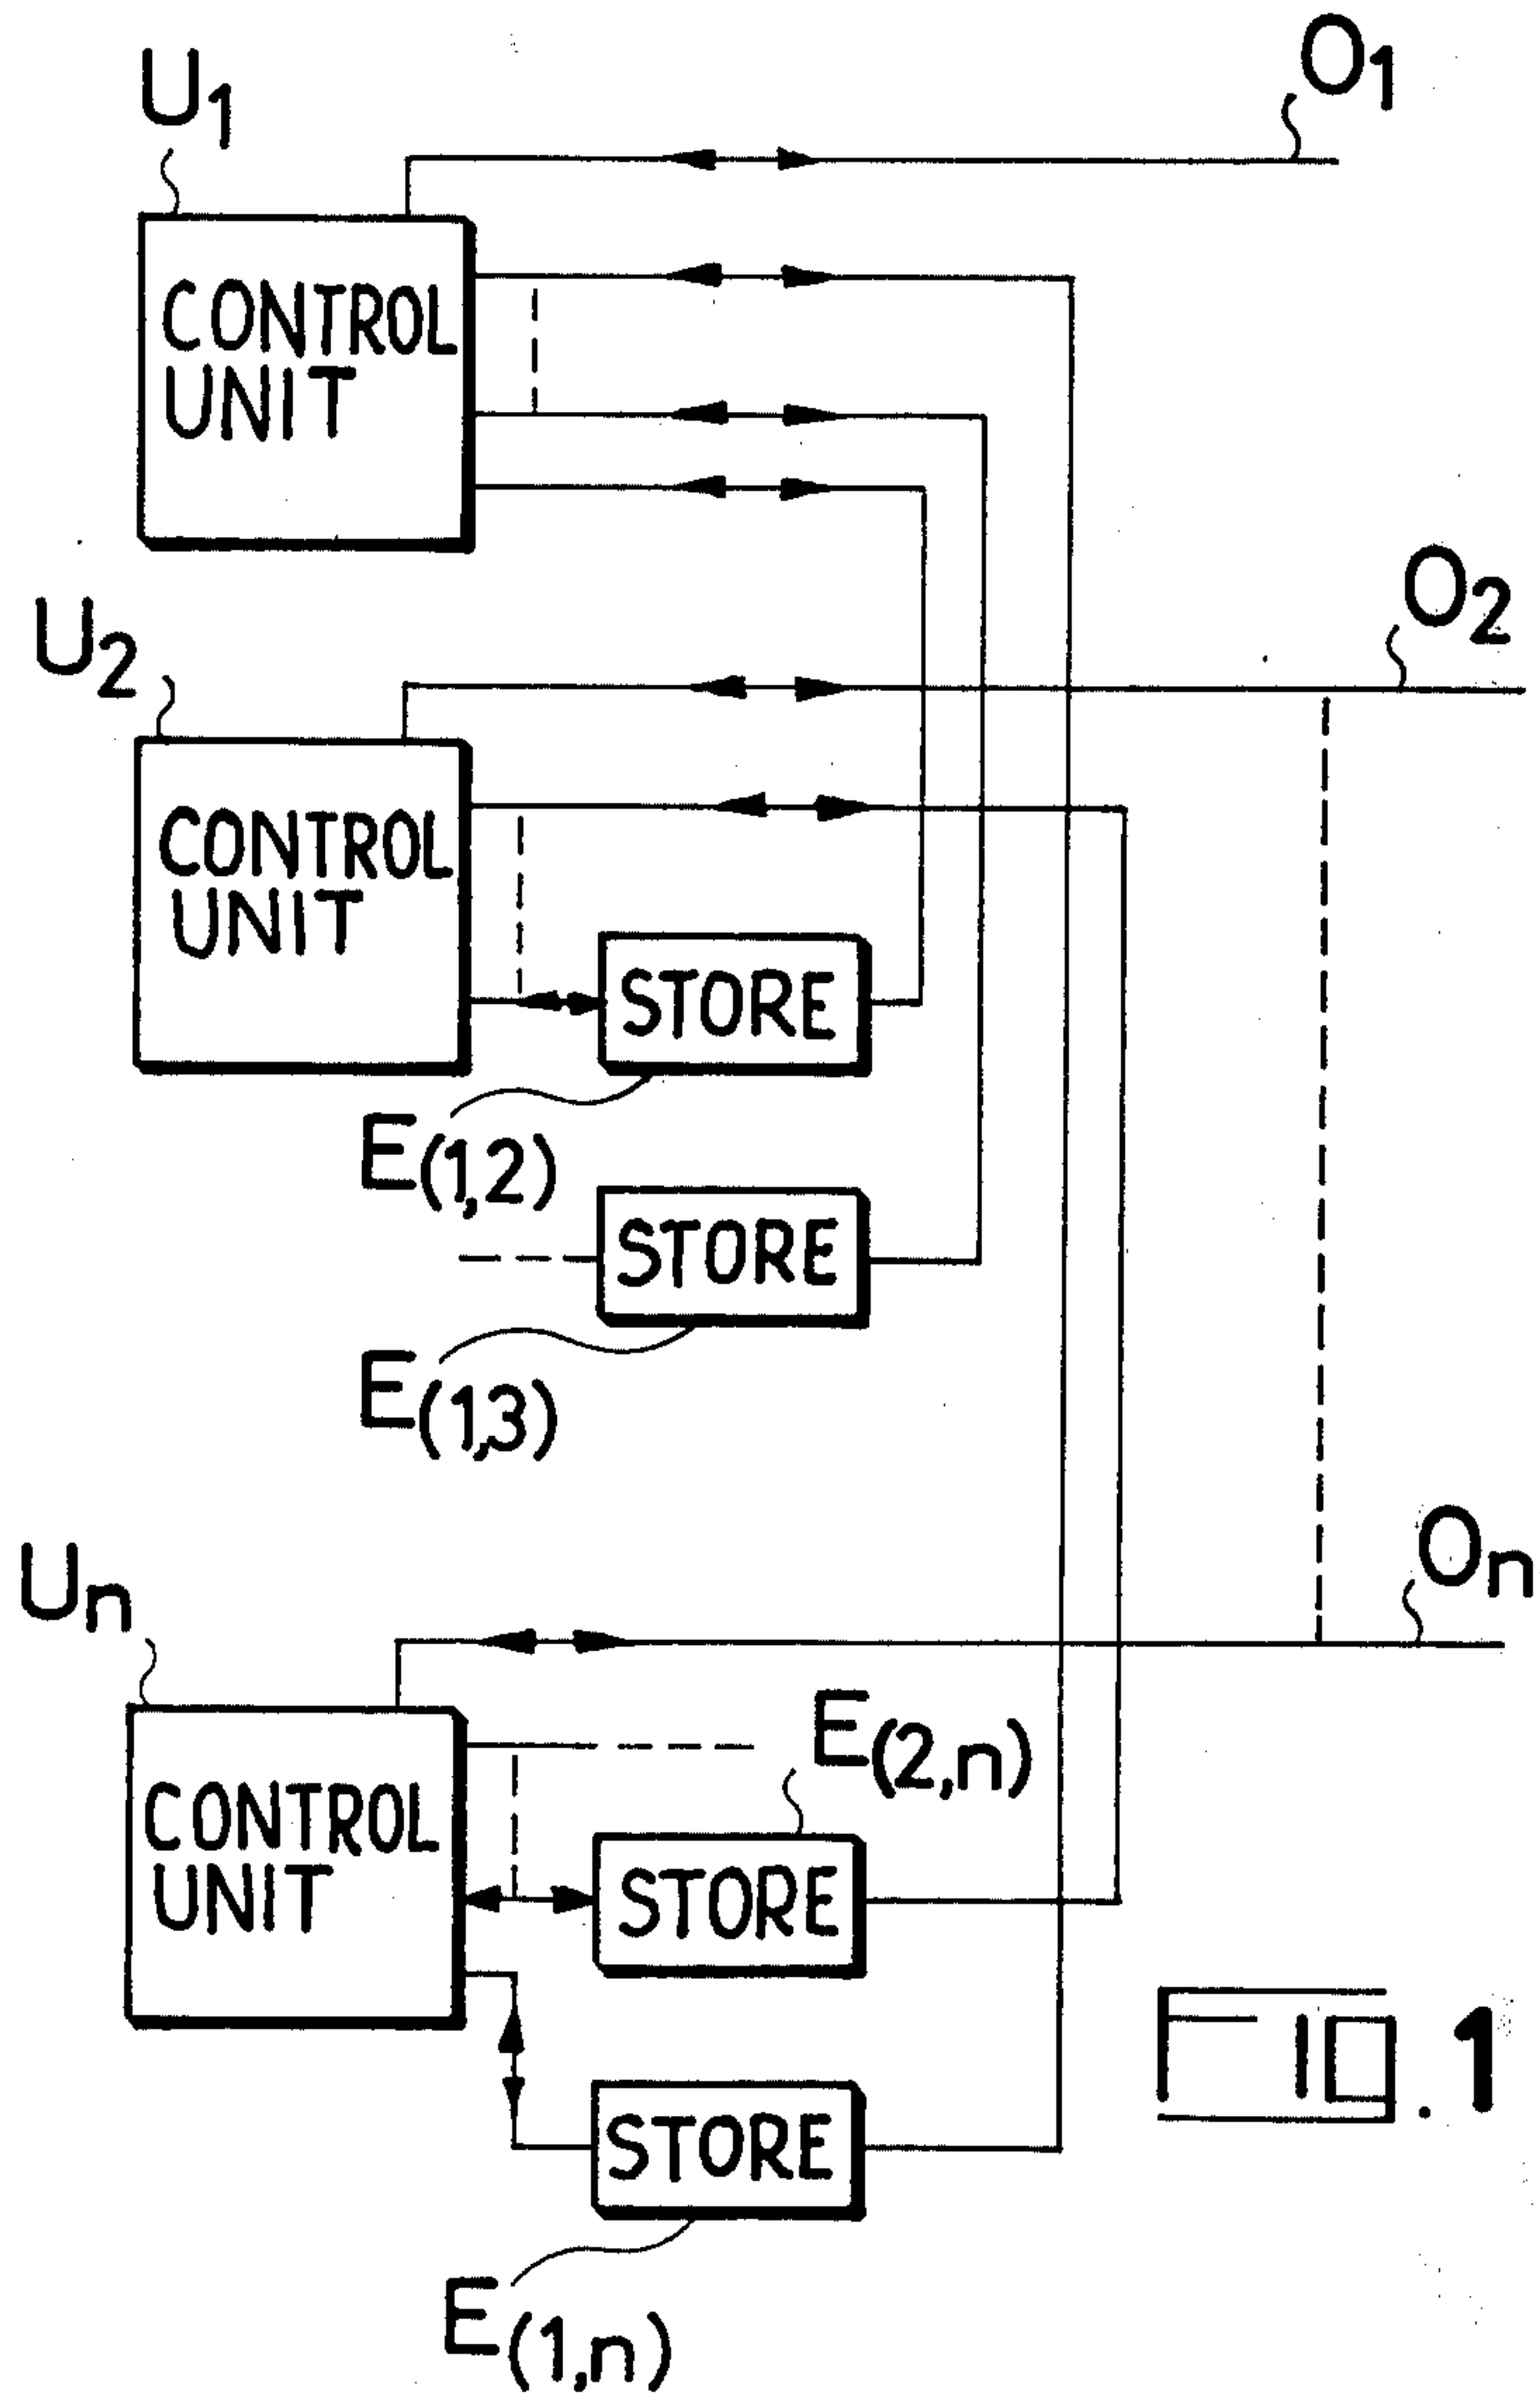 U1
O1
CONTROL
UNIT
U2
O2
CONTROL
UNIT
STORE
E(1,2)
STORE
E(1,3)
Un
On
E(2,n)
CONTROL
UNIT
STORE
STORE
E(1,n)
FIG.1